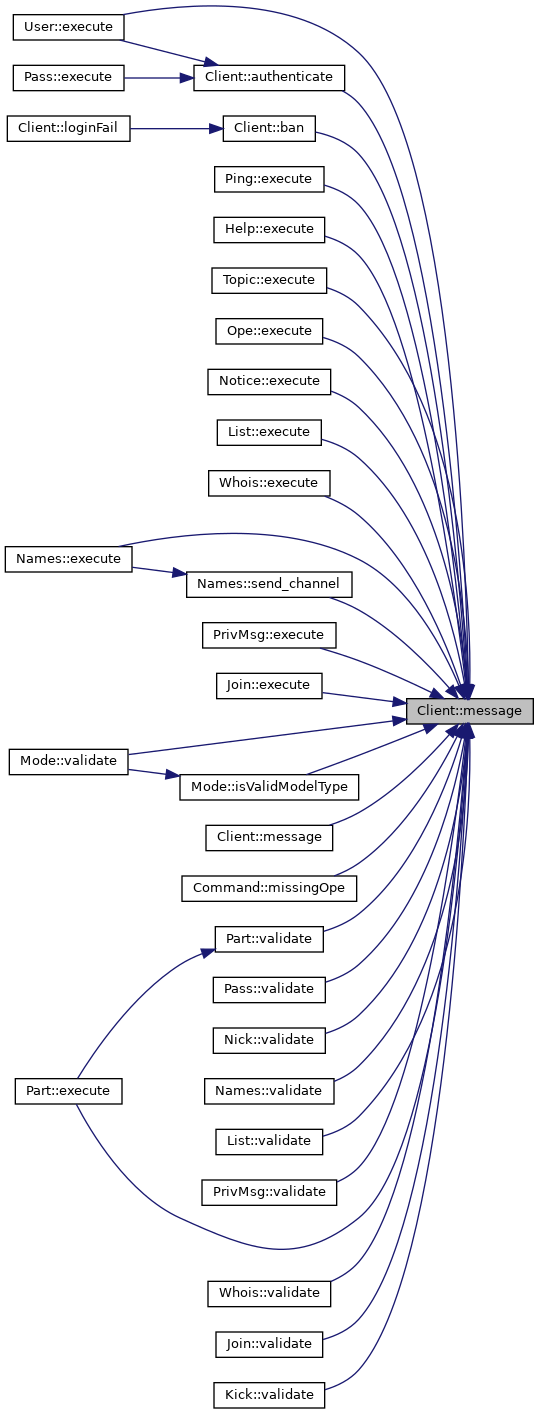 User::execute
Pass::execute
Client::authenticate
Client::loginFail
Client::ban
Ping::execute
Help::execute
Topic::execute
Ope::execute
Notice::execute
List::execute
Whois::execute
Names::execute
Names::send_channel
PrivMsg::execute
Join::execute
Client::message
Mode::validate
Mode::isValidModelType
Client::message
Command::missingOpe
Part::validate
Pass::validate
Nick::validate
Part::execute
Names::validate
List::validate
PrivMsg::validate
Whois::validate
Join::validate
Kick::validate